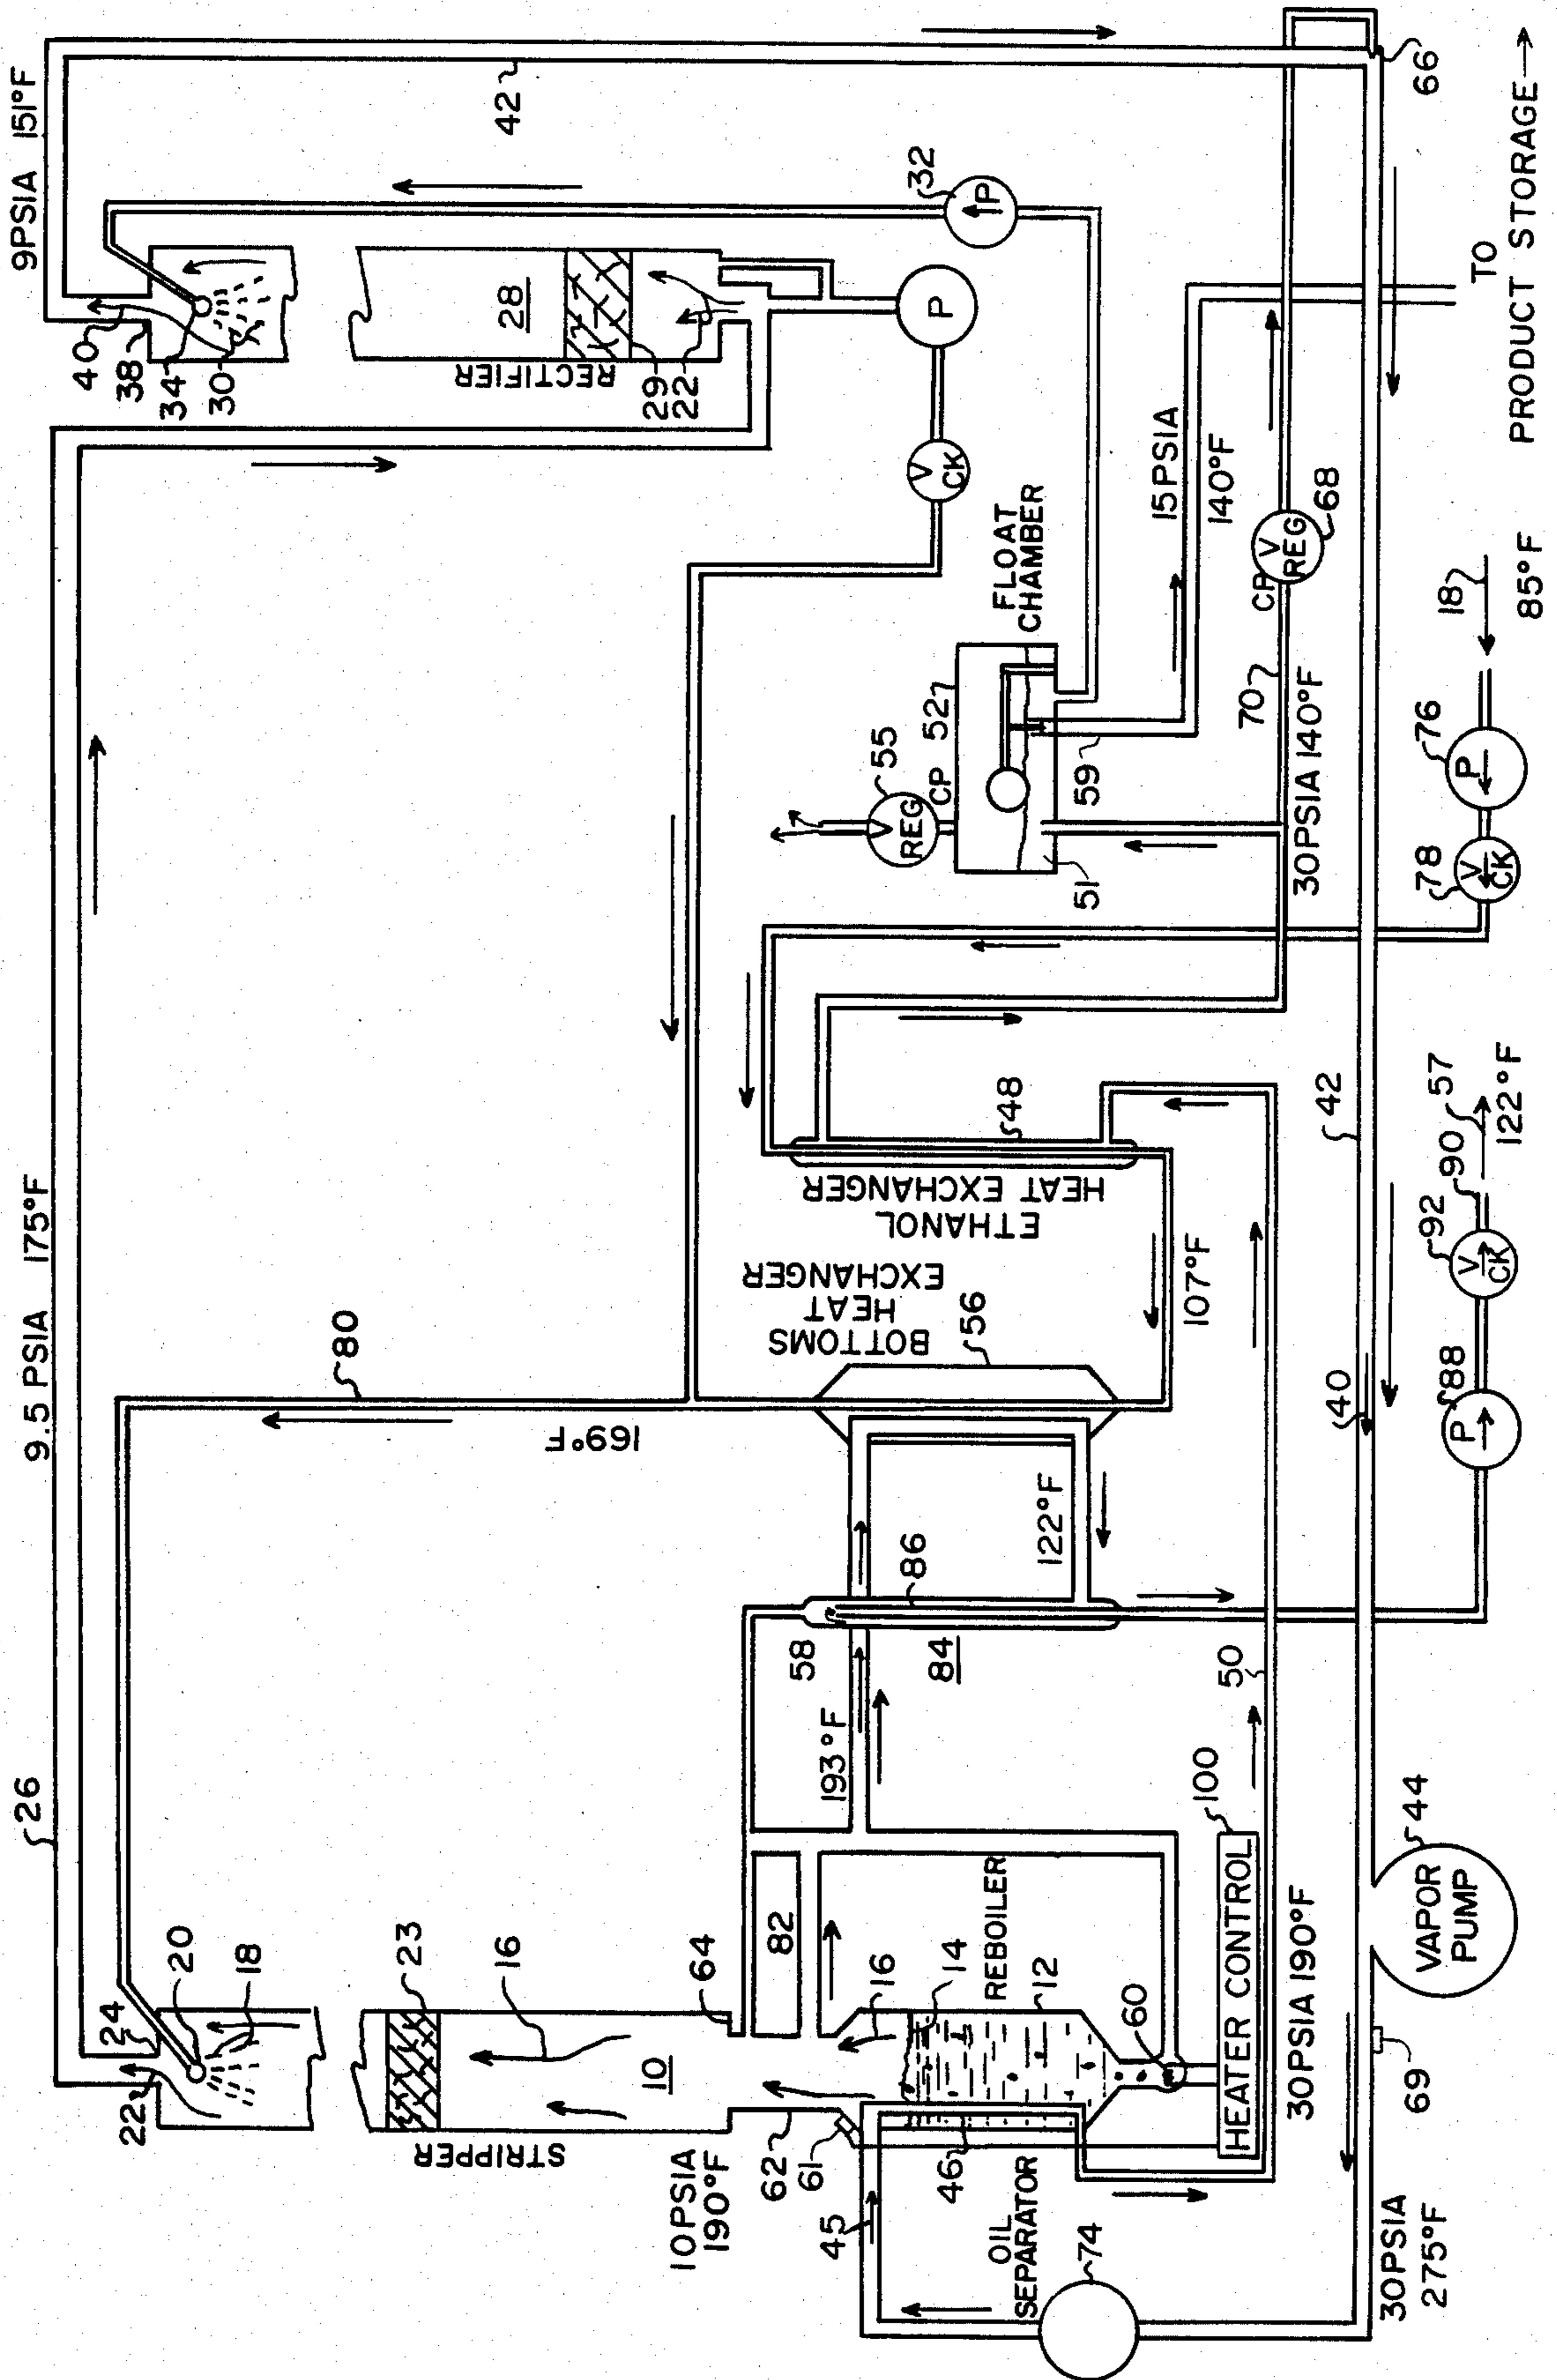 9PSIA 151°F
9.5 PSIA 175°F
26
42
40
38
34
30
32
28
29
22
RECTIFIER
P
P
V
CK
20
24
22
18
80
169°F
23
16
10
STRIPPER
64
82
10PSIA
190°F
62
61
16
14
REBOILER
12
60
46
45
OIL
SEPARATOR
74
HEATER CONTROL
100
193°F
58
84
86
122°F
BOTTOMS
HEAT
EXCHANGER
56
ETHANOL
HEAT EXCHANGER
48
107°F
50
30PSIA 190°F
FLOAT
CHAMBER
52
55
V
REG
CP
51
59
15PSIA
140°F
70
CP
V
REG
68
30PSIA 140°F
66
TO
PRODUCT STORAGE
18
85°F
76
P
78
V
CK
42
40
57
122°F
90
92
V
CK
88
P
44
VAPOR
PUMP
69
30PSIA
275°F